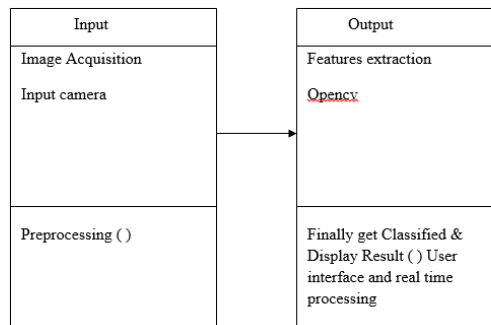 Input
Image Acquisition
Input camera
Preprocessing ( )
Output
Features extraction
Opencv
Finally get Classified &
Display Result ( ) User
interface and real time
processing